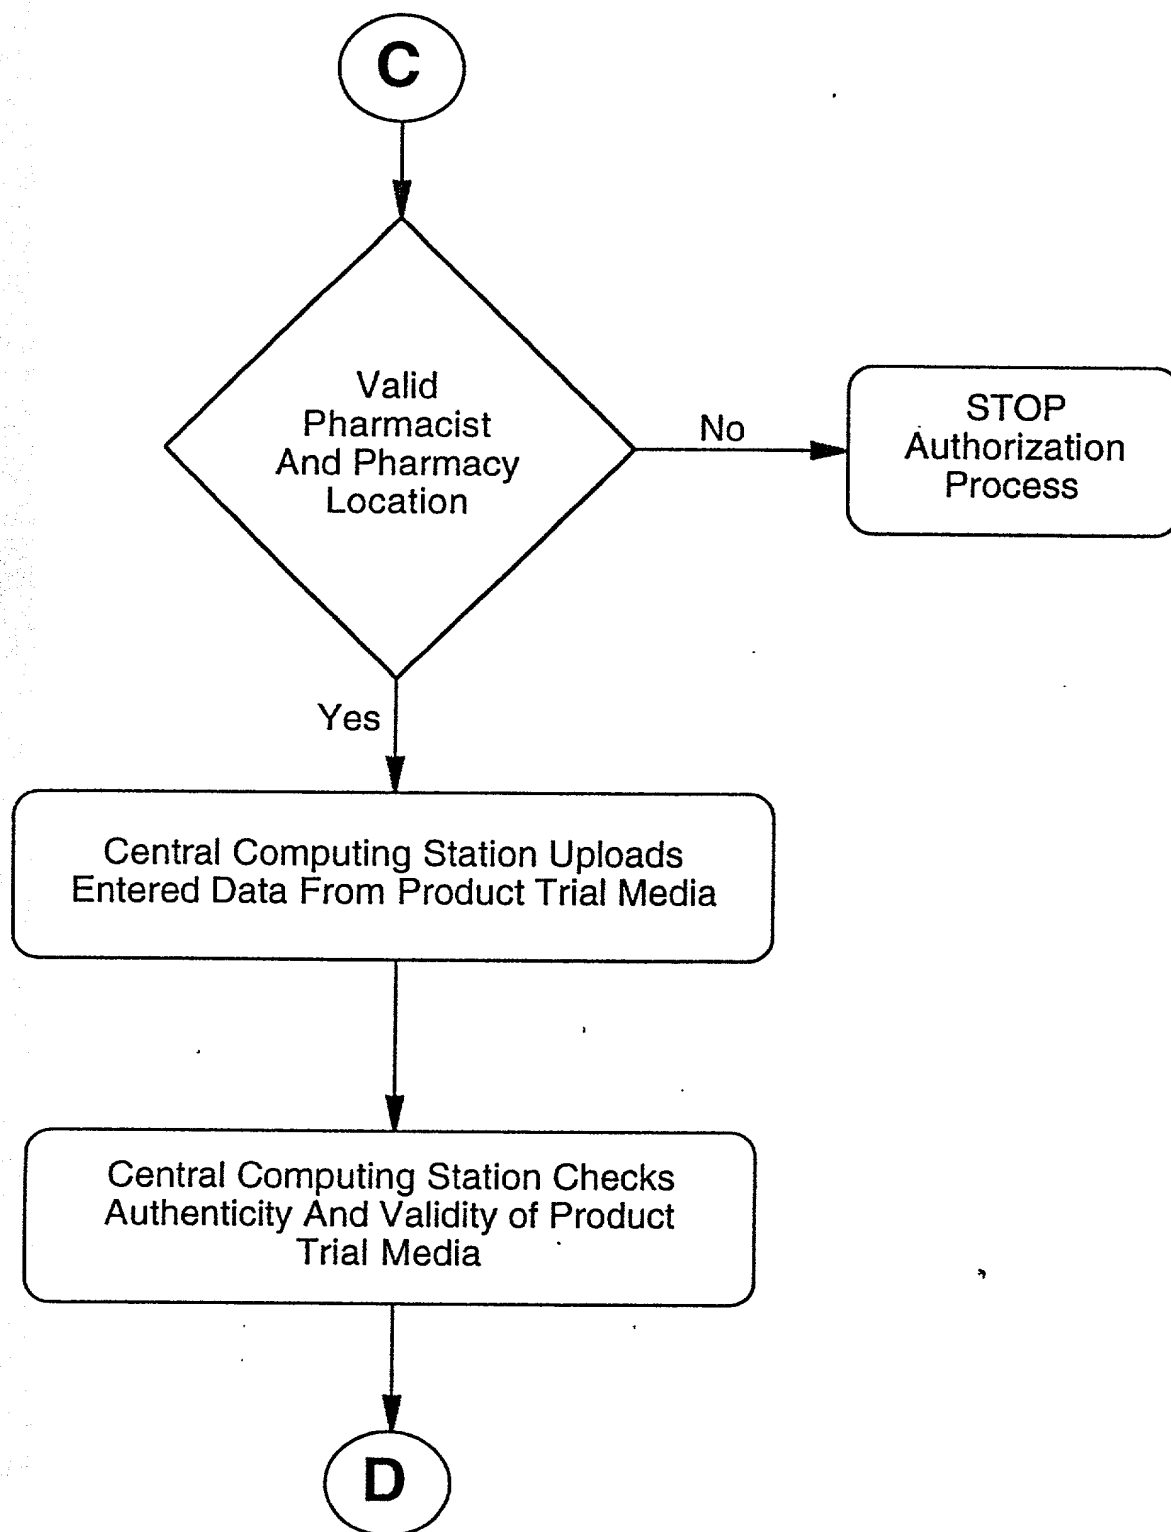 C
Valid
Pharmacist
And Pharmacy
Location
No
STOP
Authorization
Process
Yes
Central Computing Station Uploads
Entered Data From Product Trial Media
Central Computing Station Checks
Authenticity And Validity of Product
Trial Media
D